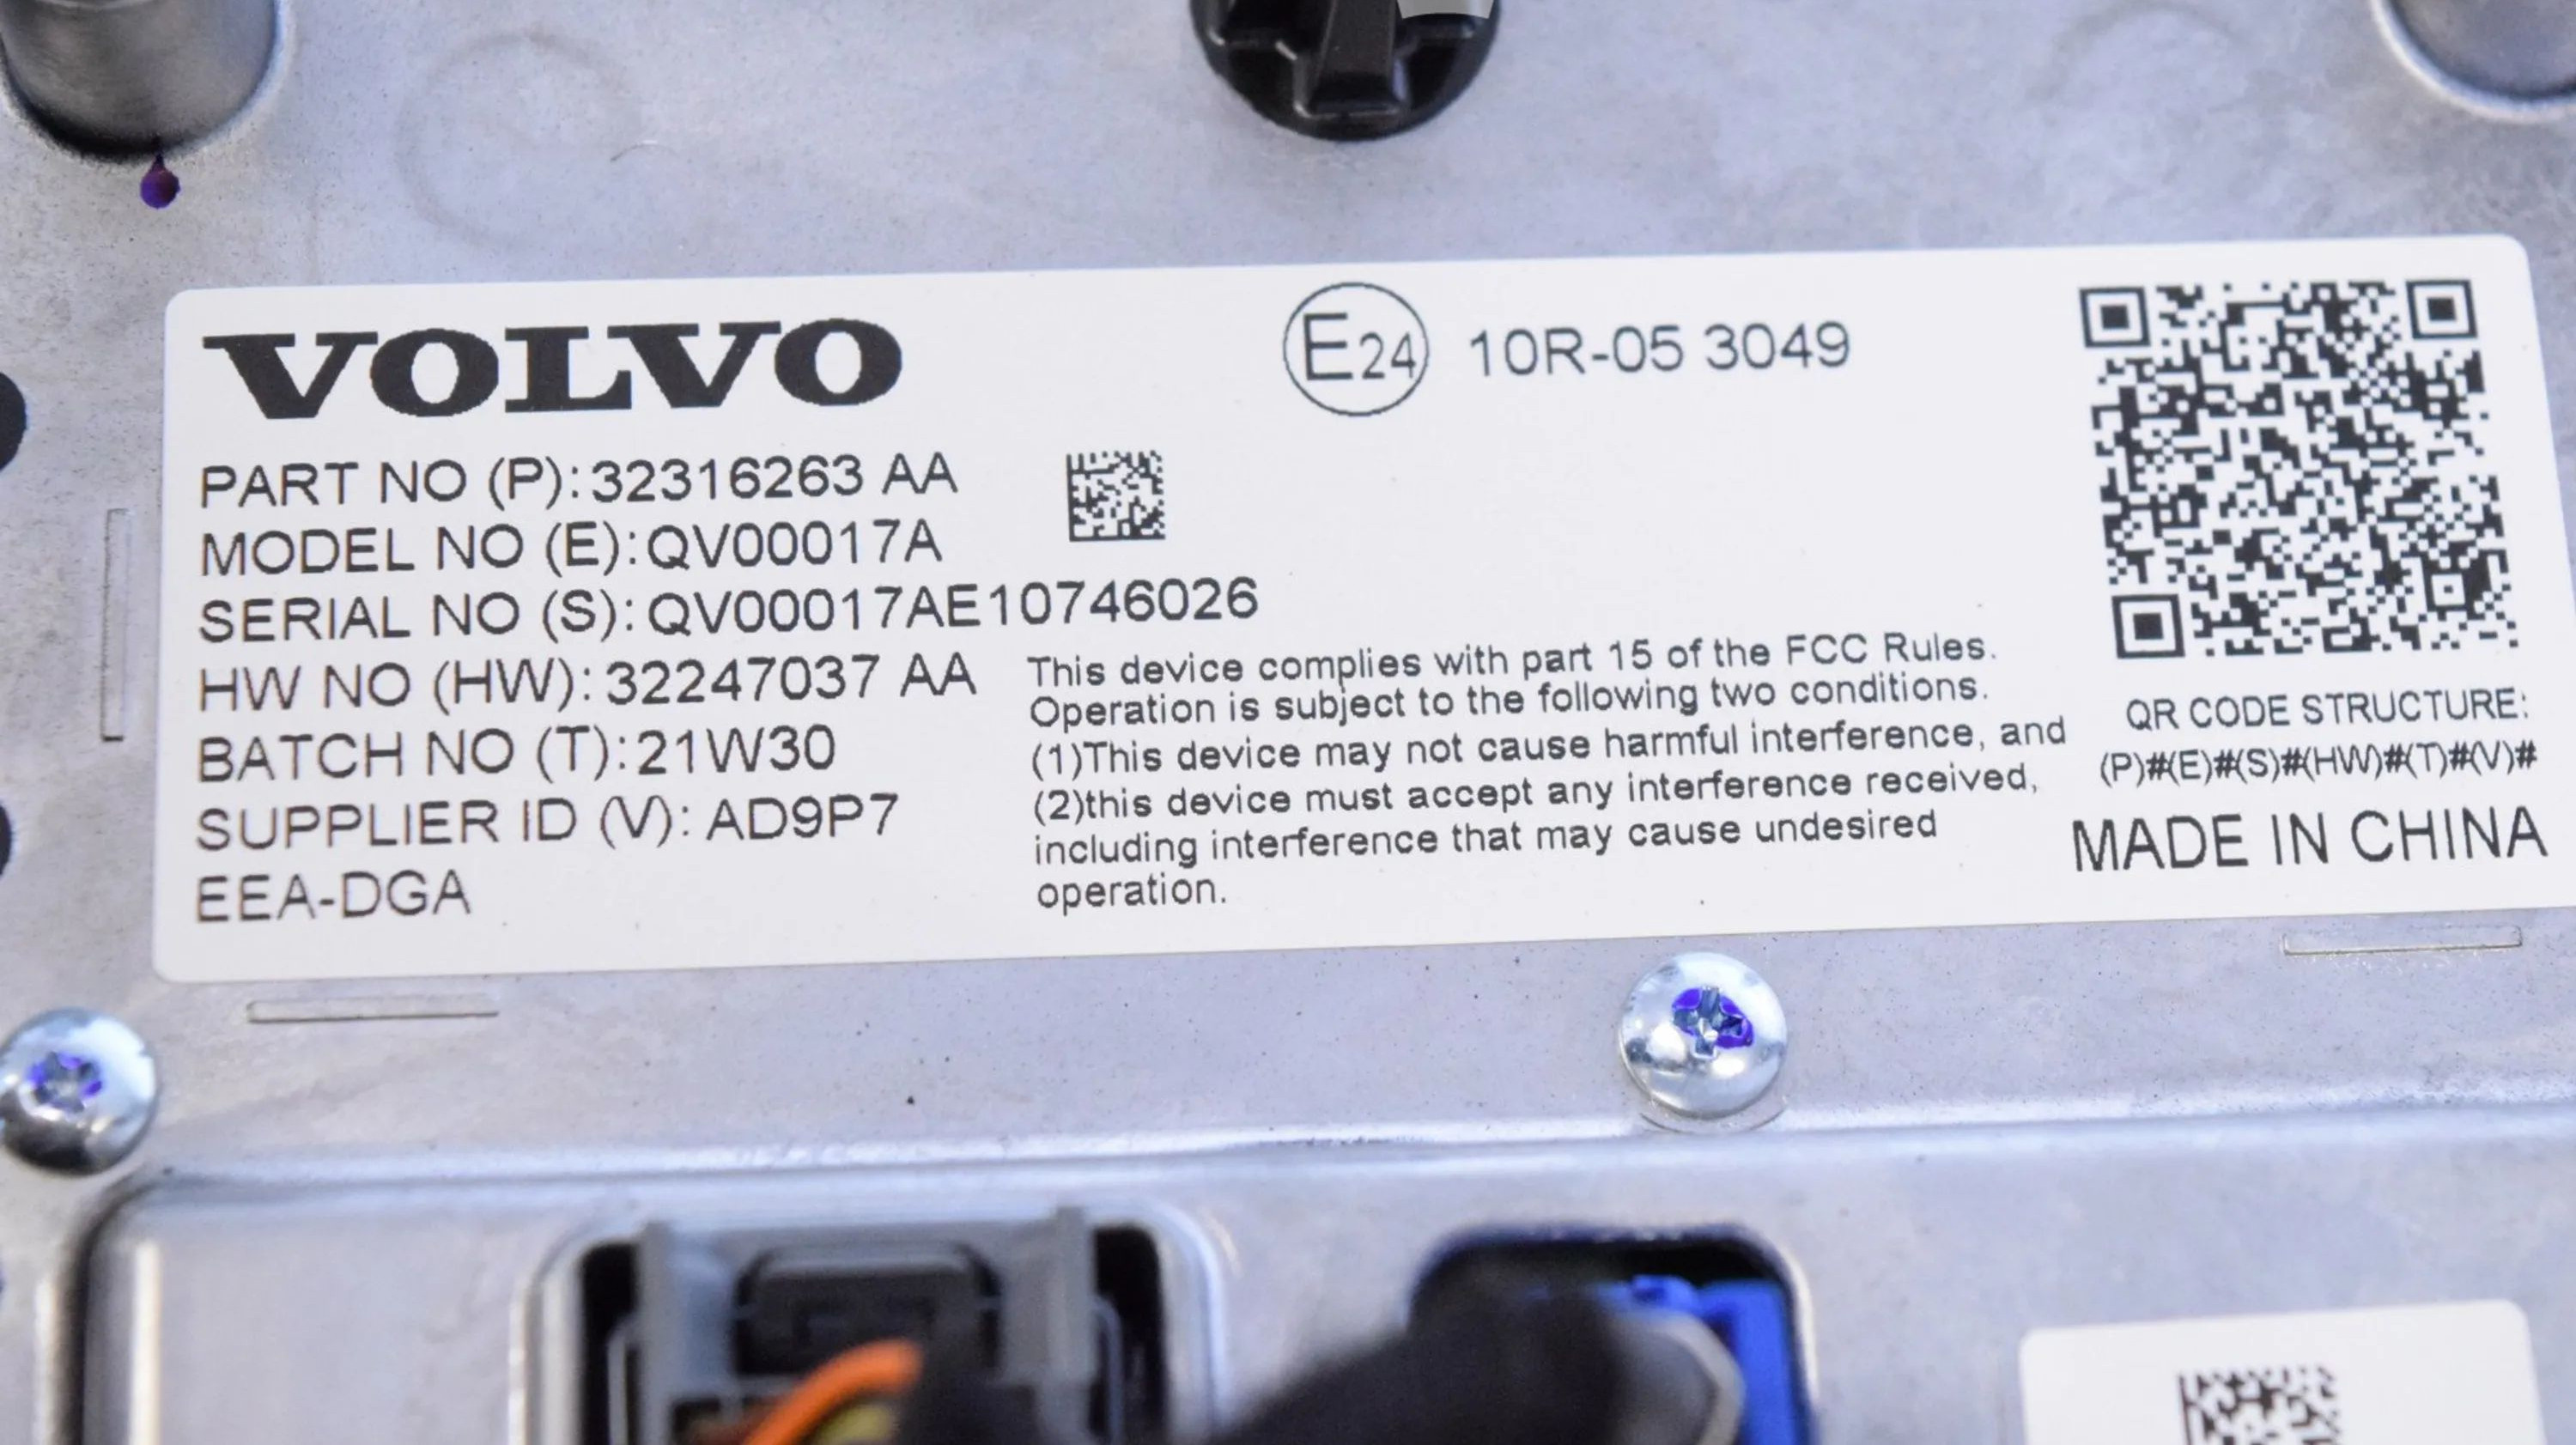 VOLVO
E24 10R-05 3049
PART NO (P):32316263 AA
MODEL NO (E):QV00017A
SERIAL NO (S):QV00017AE10746026
HW NO (HW):32247037 AA
BATCH NO (T):21W30
SUPPLIER ID (V): AD9P7
EEA-DGA
This device complies with part 15 of the FCC Rules.
Operation is subject to the following two conditions.
(1)This device may not cause harmful interference, and
(2)this device must accept any interference received,
including interference that may cause undesired
operation.
QR CODE STRUCTURE:
(P)#(E)#(S)#(HW)#(T)#(V)#
MADE IN CHINA